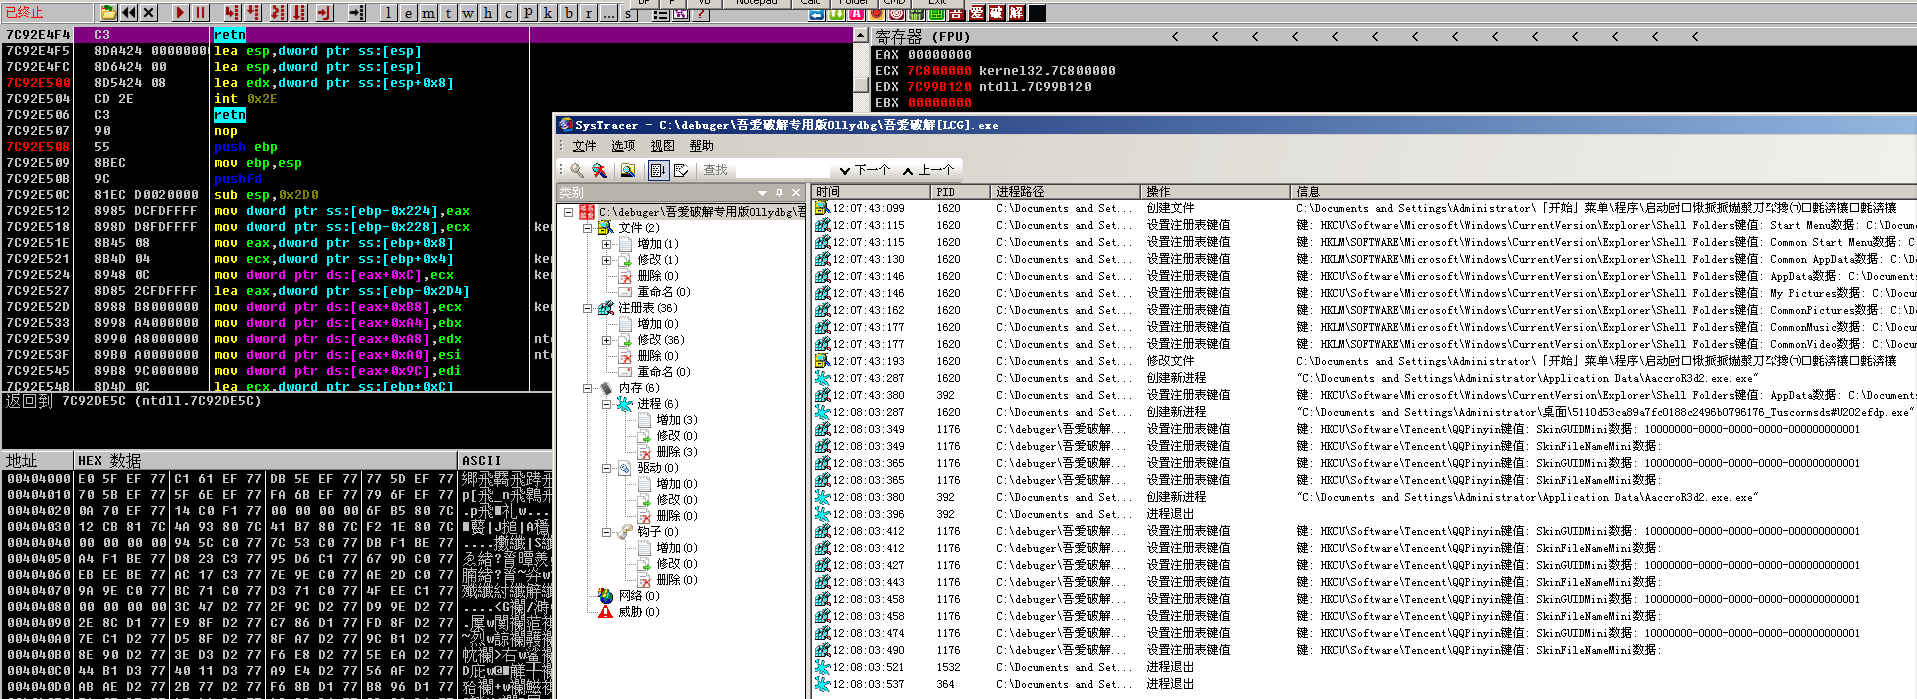 已终止
l e m t w h c p k b r ... s
BP P VB Notepad Calc Folder CMD Exit
吾 爱 破 解
7C92E4F4 C3 retn
7C92E4F5 8DA424 0000000 lea esp,dword ptr ss:[esp]
7C92E4FC 8D6424 00 lea esp,dword ptr ss:[esp]
7C92E500 8D5424 08 lea edx,dword ptr ss:[esp+0x8]
7C92E504 CD 2E int 0x2E
7C92E506 C3 retn
7C92E507 90 nop
7C92E508 55 push ebp
7C92E509 8BEC mov ebp,esp
7C92E50B 9C pushfd
7C92E50C 81EC D0020000 sub esp,0x2D0
7C92E512 8985 DCFDFFFF mov dword ptr ss:[ebp-0x224],eax
7C92E518 898D D8FDFFFF mov dword ptr ss:[ebp-0x228],ecx ker
7C92E51E 8B45 08 mov eax,dword ptr ss:[ebp+0x8]
7C92E521 8B4D 04 mov ecx,dword ptr ss:[ebp+0x4] ker
7C92E524 8948 0C mov dword ptr ds:[eax+0xC],ecx ker
7C92E527 8D85 2CFDFFFF lea eax,dword ptr ss:[ebp-0x2D4]
7C92E52D 8988 B8000000 mov dword ptr ds:[eax+0xB8],ecx ker
7C92E533 8998 A4000000 mov dword ptr ds:[eax+0xA4],ebx
7C92E539 8990 A8000000 mov dword ptr ds:[eax+0xA8],edx nto
7C92E53F 89B0 A0000000 mov dword ptr ds:[eax+0xA0],esi nto
7C92E545 89B8 9C000000 mov dword ptr ds:[eax+0x9C],edi
7C92E54B 8D4D 0C lea ecx,dword ptr ss:[ebp+0xC]
返回到 7C92DE5C (ntdll.7C92DE5C)
寄存器 (FPU) < < < < < < < < < < < < < <
EAX 00000000
ECX 7C800000 kernel32.7C800000
EDX 7C99B120 ntdll.7C99B120
EBX 00000000
地址 HEX 数据 ASCII
00404000 E0 5F EF 77 C1 61 EF 77 DB 5E EF 77 77 5D EF 77
00404010 70 5B EF 77 5F 6E EF 77 FA 6B EF 77 79 6F EF 77
00404020 0A 70 EF 77 14 C0 F1 77 00 00 00 00 6F B5 80 7C
00404030 12 CB 81 7C 4A 93 80 7C 41 B7 80 7C F2 1E 80 7C
00404040 00 00 00 00 94 5C C0 77 7C 53 C0 77 DB F1 BE 77
00404050 A4 F1 BE 77 D8 23 C3 77 95 D6 C1 77 67 9D C0 77
00404060 EB EE BE 77 AC 17 C3 77 7E 9E C0 77 AE 2D C0 77
00404070 9A 9E C0 77 BC 71 C0 77 D3 71 C0 77 4F EE C1 77
00404080 00 00 00 00 3C 47 D2 77 2F 9C D2 77 D9 9E D2 77
00404090 2E 8C D1 77 E9 8F D2 77 C7 86 D1 77 FD 8F D2 77
004040A0 7E C1 D2 77 D5 8F D2 77 8F A7 D2 77 9C B1 D2 77
004040B0 8E 90 D2 77 3E D3 D2 77 F6 E8 D2 77 5E EA D2 77
004040C0 44 B1 D3 77 40 11 D3 77 A9 E4 D2 77 56 AF D2 77
004040D0 AB AE D2 77 2B 77 D2 77 F6 8B D1 77 B8 96 D1 77
SysTracer - C:\debuger\吾爱破解专用版Ollydbg\吾爱破解[LCG].exe
文件 选项 视图 帮助
查找 下一个 上一个
类别
C:\debuger\吾爱破解专用版Ollydbg\吾
文件(2)
增加(1)
修改(1)
删除(0)
重命名(0)
注册表(36)
增加(0)
修改(36)
删除(0)
重命名(0)
内存(6)
进程(6)
增加(3)
修改(0)
删除(3)
驱动(0)
增加(0)
修改(0)
删除(0)
钩子(0)
增加(0)
修改(0)
删除(0)
网络(0)
威胁(0)
时间 PID 进程路径 操作 信息
12:07:43:099 1620 C:\Documents and Set... 创建文件 C:\Documents and Settings\Administrator\「开始」菜单\程序\启动
12:07:43:115 1620 C:\Documents and Set... 设置注册表键值 键: HKCU\Software\Microsoft\Windows\CurrentVersion\Explorer\Shell Folders键值: Start Menu数据: C:\Docum
12:07:43:115 1620 C:\Documents and Set... 设置注册表键值 键: HKLM\SOFTWARE\Microsoft\Windows\CurrentVersion\Explorer\Shell Folders键值: Common Start Menu数据: C
12:07:43:130 1620 C:\Documents and Set... 设置注册表键值 键: HKLM\SOFTWARE\Microsoft\Windows\CurrentVersion\Explorer\Shell Folders键值: Common AppData数据: C:\D
12:07:43:146 1620 C:\Documents and Set... 设置注册表键值 键: HKCU\Software\Microsoft\Windows\CurrentVersion\Explorer\Shell Folders键值: AppData数据: C:\Documents
12:07:43:146 1620 C:\Documents and Set... 设置注册表键值 键: HKCU\Software\Microsoft\Windows\CurrentVersion\Explorer\Shell Folders键值: My Pictures数据: C:\Docum
12:07:43:162 1620 C:\Documents and Set... 设置注册表键值 键: HKLM\SOFTWARE\Microsoft\Windows\CurrentVersion\Explorer\Shell Folders键值: CommonPictures数据: C:\Do
12:07:43:177 1620 C:\Documents and Set... 设置注册表键值 键: HKLM\SOFTWARE\Microsoft\Windows\CurrentVersion\Explorer\Shell Folders键值: CommonMusic数据: C:\Docum
12:07:43:177 1620 C:\Documents and Set... 设置注册表键值 键: HKLM\SOFTWARE\Microsoft\Windows\CurrentVersion\Explorer\Shell Folders键值: CommonVideo数据: C:\Docum
12:07:43:193 1620 C:\Documents and Set... 修改文件 C:\Documents and Settings\Administrator\「开始」菜单\程序\启动
12:07:43:287 1620 C:\Documents and Set... 创建新进程 "C:\Documents and Settings\Administrator\Application Data\AaccroR3d2.exe.exe"
12:07:43:380 392 C:\Documents and Set... 设置注册表键值 键: HKCU\Software\Microsoft\Windows\CurrentVersion\Explorer\Shell Folders键值: AppData数据: C:\Documents
12:08:03:287 1620 C:\Documents and Set... 创建新进程 "C:\Documents and Settings\Administrator\桌面\5110d53ca89a7fc0188c2496b0796176_Tuscormsds#U202efdp.exe"
12:08:03:349 1176 C:\debuger\吾爱破解... 设置注册表键值 键: HKCU\Software\Tencent\QQPinyin键值: SkinGUIDMini数据: 10000000-0000-0000-0000-000000000001
12:08:03:349 1176 C:\debuger\吾爱破解... 设置注册表键值 键: HKCU\Software\Tencent\QQPinyin键值: SkinFileNameMini数据:
12:08:03:365 1176 C:\debuger\吾爱破解... 设置注册表键值 键: HKCU\Software\Tencent\QQPinyin键值: SkinGUIDMini数据: 10000000-0000-0000-0000-000000000001
12:08:03:365 1176 C:\debuger\吾爱破解... 设置注册表键值 键: HKCU\Software\Tencent\QQPinyin键值: SkinFileNameMini数据:
12:08:03:380 392 C:\Documents and Set... 创建新进程 "C:\Documents and Settings\Administrator\Application Data\AaccroR3d2.exe.exe"
12:08:03:396 392 C:\Documents and Set... 进程退出
12:08:03:412 1176 C:\debuger\吾爱破解... 设置注册表键值 键: HKCU\Software\Tencent\QQPinyin键值: SkinGUIDMini数据: 10000000-0000-0000-0000-000000000001
12:08:03:412 1176 C:\debuger\吾爱破解... 设置注册表键值 键: HKCU\Software\Tencent\QQPinyin键值: SkinFileNameMini数据:
12:08:03:427 1176 C:\debuger\吾爱破解... 设置注册表键值 键: HKCU\Software\Tencent\QQPinyin键值: SkinGUIDMini数据: 10000000-0000-0000-0000-000000000001
12:08:03:443 1176 C:\debuger\吾爱破解... 设置注册表键值 键: HKCU\Software\Tencent\QQPinyin键值: SkinFileNameMini数据:
12:08:03:458 1176 C:\debuger\吾爱破解... 设置注册表键值 键: HKCU\Software\Tencent\QQPinyin键值: SkinGUIDMini数据: 10000000-0000-0000-0000-000000000001
12:08:03:458 1176 C:\debuger\吾爱破解... 设置注册表键值 键: HKCU\Software\Tencent\QQPinyin键值: SkinFileNameMini数据:
12:08:03:474 1176 C:\debuger\吾爱破解... 设置注册表键值 键: HKCU\Software\Tencent\QQPinyin键值: SkinGUIDMini数据: 10000000-0000-0000-0000-000000000001
12:08:03:490 1176 C:\debuger\吾爱破解... 设置注册表键值 键: HKCU\Software\Tencent\QQPinyin键值: SkinFileNameMini数据:
12:08:03:521 1532 C:\Documents and Set... 进程退出
12:08:03:537 364 C:\Documents and Set... 进程退出